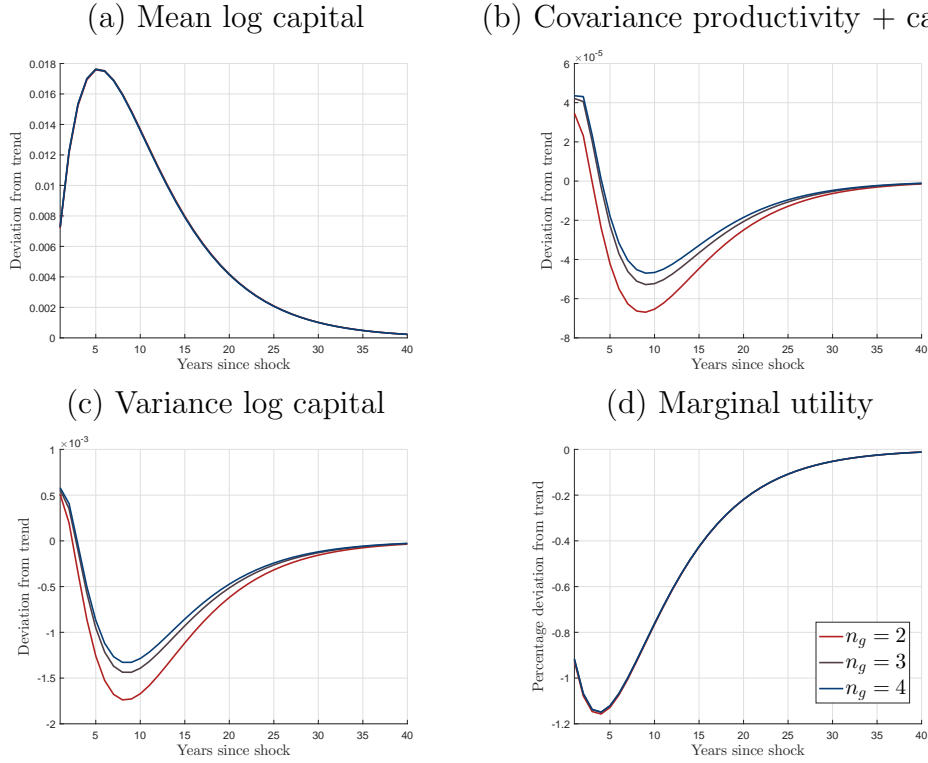 (a) Mean log capital
0.018
0.016
0.014
0.012
0.01
0.008
0.006
0.004
0.002
0
5 10 15 20 25 30 35 40
Deviation from trend
Years since shock
(b) Covariance productivity + ca
×10⁻⁵
6
4
2
0
-2
-4
-6
-8
5 10 15 20 25 30 35 40
Deviation from trend
Years since shock
(c) Variance log capital
×10⁻³
1
0.5
0
-0.5
-1
-1.5
-2
5 10 15 20 25 30 35 40
Deviation from trend
Years since shock
(d) Marginal utility
0
-0.2
-0.4
-0.6
-0.8
-1
-1.2
5 10 15 20 25 30 35 40
Percentage deviation from trend
Years since shock
n_g = 2
n_g = 3
n_g = 4